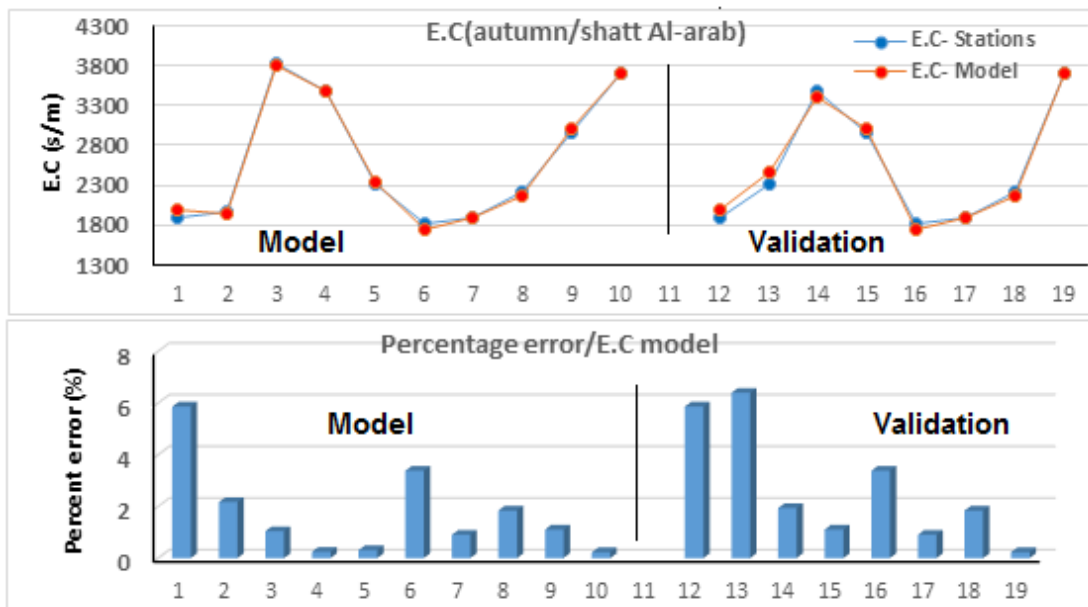 E.C(autumn/shatt Al-arab)
E.C- Stations
E.C- Model
E.C (s/m)
4300
3800
3300
2800
2300
1800
1300
Model
Validation
1 2 3 4 5 6 7 8 9 10 11 12 13 14 15 16 17 18 19
Percentage error/E.C model
Percent error (%)
8
6
4
2
0
Model
Validation
1 2 3 4 5 6 7 8 9 10 11 12 13 14 15 16 17 18 19